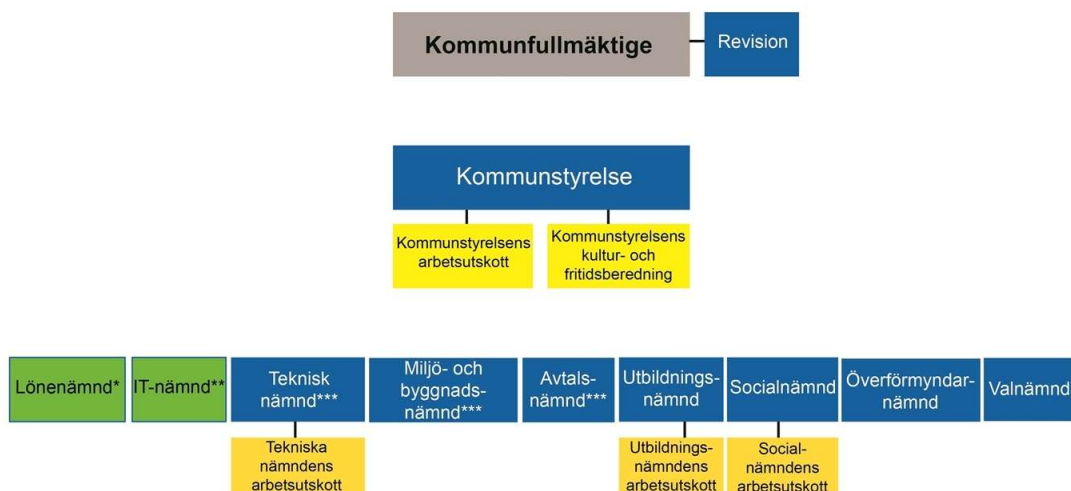 Kommunfullmäktige
Revision
Kommunstyrelse
Kommunstyrelsens
arbetsutskott
Kommunstyrelsens
kultur- och
fritidsberedning
Lönenämnd*
IT-nämnd**
Teknisk
nämnd***
Miljö- och
byggnads-
nämnd***
Avtals-
nämnd***
Utbildnings-
nämnd
Socialnämnd
Överförmyndar-
nämnd
Valnämnd
Tekniska
nämndens
arbetsutskott
Utbildnings-
nämndens
arbetsutskott
Social-
nämndens
arbetsutskott